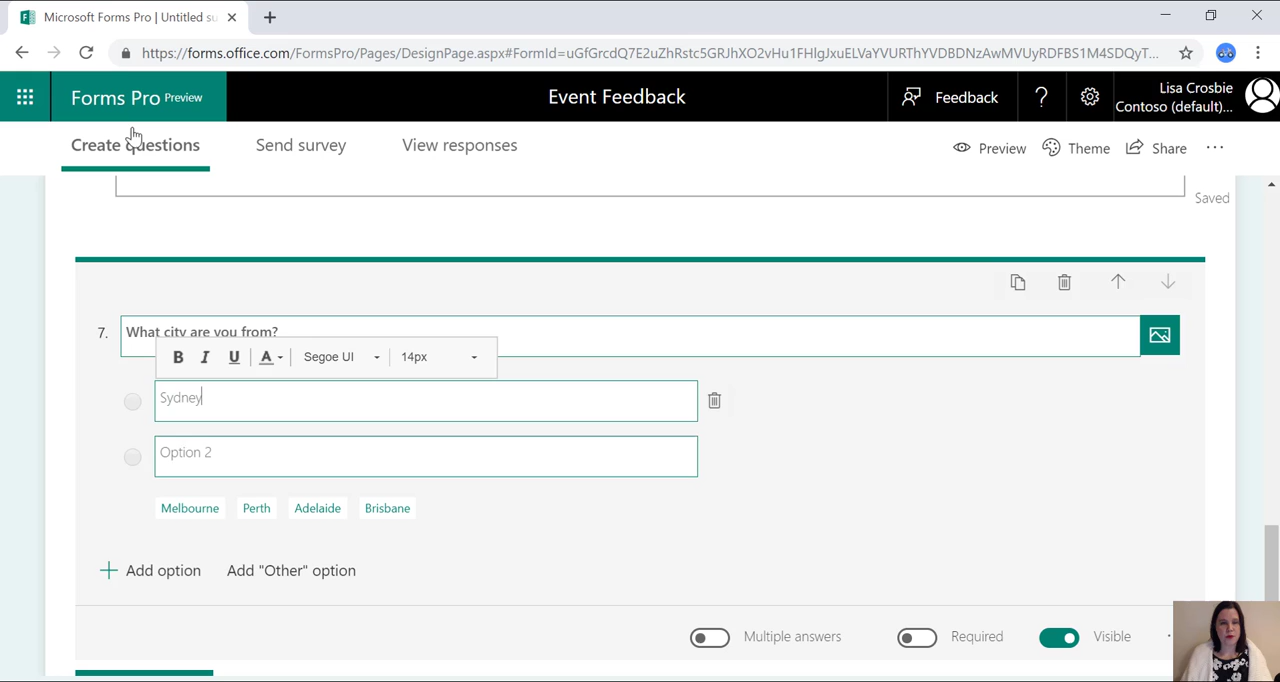 Microsoft Forms Pro | Untitled su
https://forms.office.com/FormsPro/Pages/DesignPage.aspx#FormId=uGfGrcdQ7E2uZhRstc5GRJhXO2vHu1FHIgJxuELVaYVURThYVDBDNzAwMVUyRDFBS1M4SDQyT...
Forms Pro Preview
Event Feedback
Feedback
?
Lisa Crosbie
Contoso (default)...
Create questions
Send survey
View responses
Preview
Theme
Share
...
Saved
7.
What city are you from?
B I U A Segoe UI 14px
Sydney
Option 2
Melbourne Perth Adelaide Brisbane
+ Add option
Add "Other" option
Multiple answers
Required
Visible